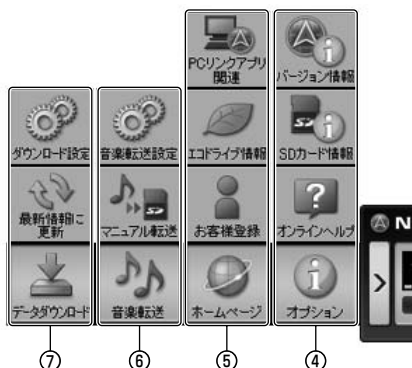 PCリンクアプリ
関連
バージョン情報
ダウンロード設定
音楽転送設定
エコドライブ情報
SDカード情報
最新情報に
更新
マニュアル転送
お客様登録
オンラインヘルプ
データダウンロード
音楽転送
ホームページ
オプション
N
⑦
⑥
⑤
④